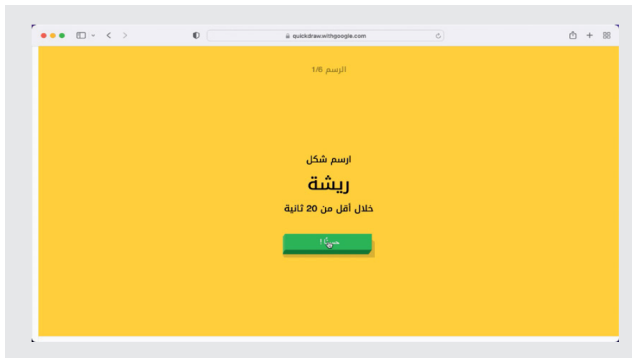 quickdraw.withgoogle.com
الرسم 1/6
ارسم شكل
ريشة
خلال أقل من 20 ثانية